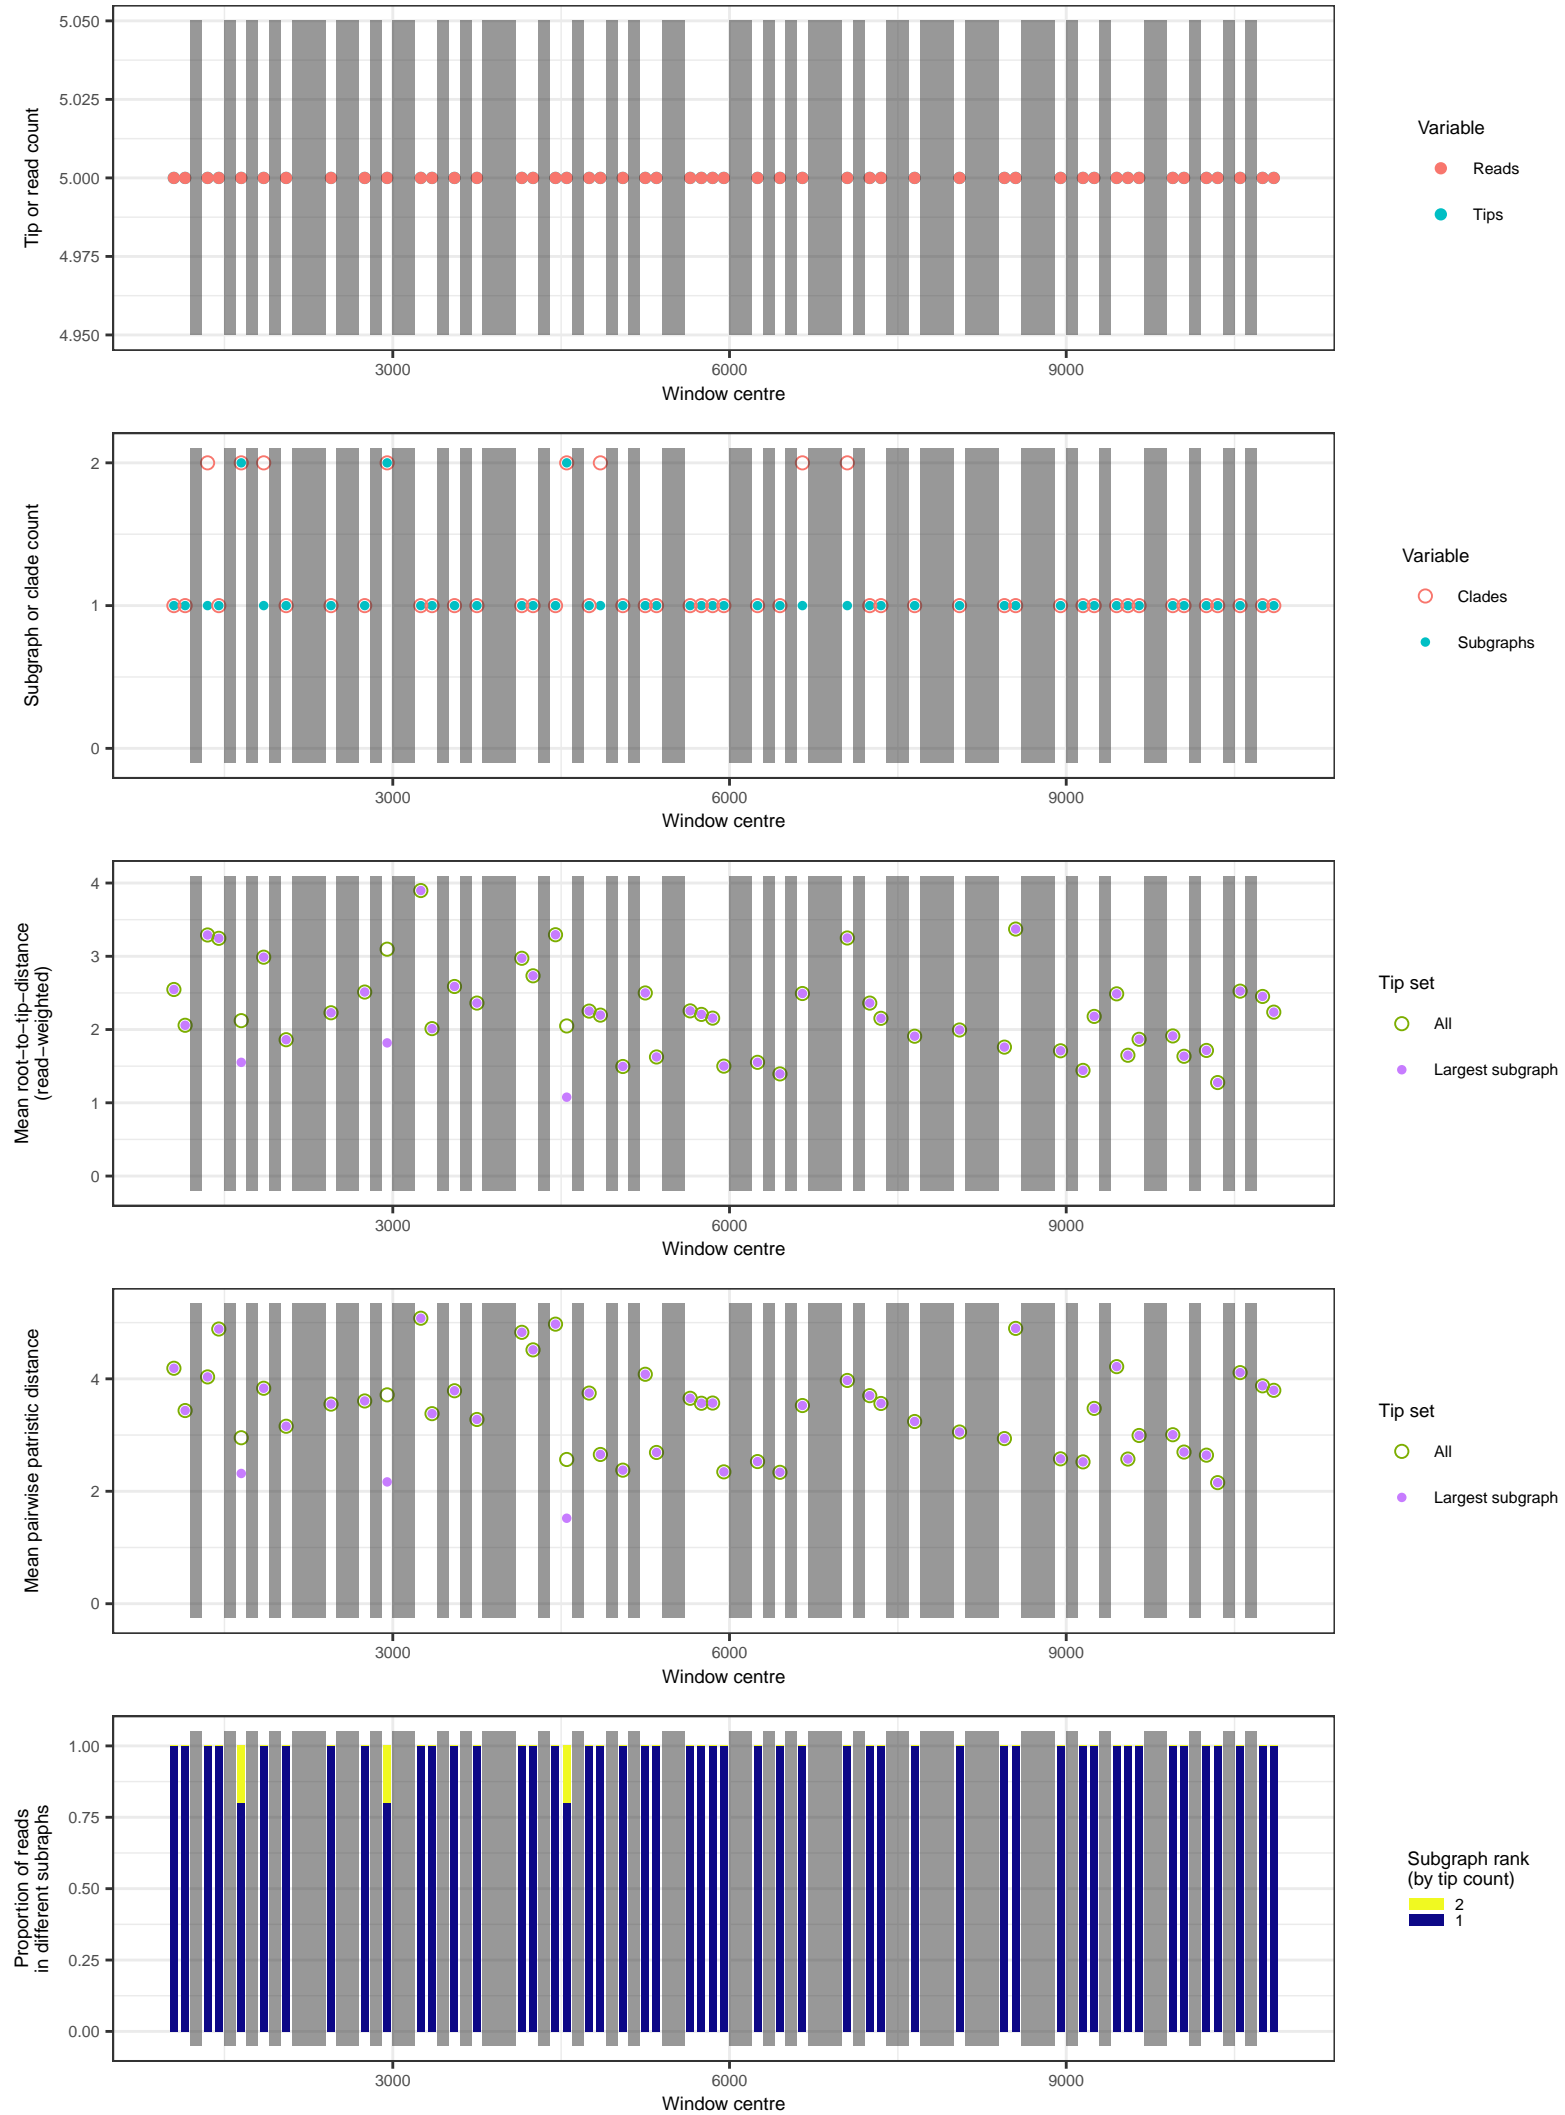 5.050
5.025
5.000
4.975
4.950
Tip or read count
3000
6000
9000
Window centre
Variable
Reads
Tips
2
1
0
Subgraph or clade count
3000
6000
9000
Window centre
Variable
Clades
Subgraphs
4
3
2
1
0
Mean root−to−tip−distance
(read−weighted)
3000
6000
9000
Window centre
Tip set
All
Largest subgraph
4
2
0
Mean pairwise patristic distance
3000
6000
9000
Window centre
Tip set
All
Largest subgraph
1.00
0.75
0.50
0.25
0.00
Proportion of reads
in different subraphs
3000
6000
9000
Window centre
Subgraph rank
(by tip count)
2
1